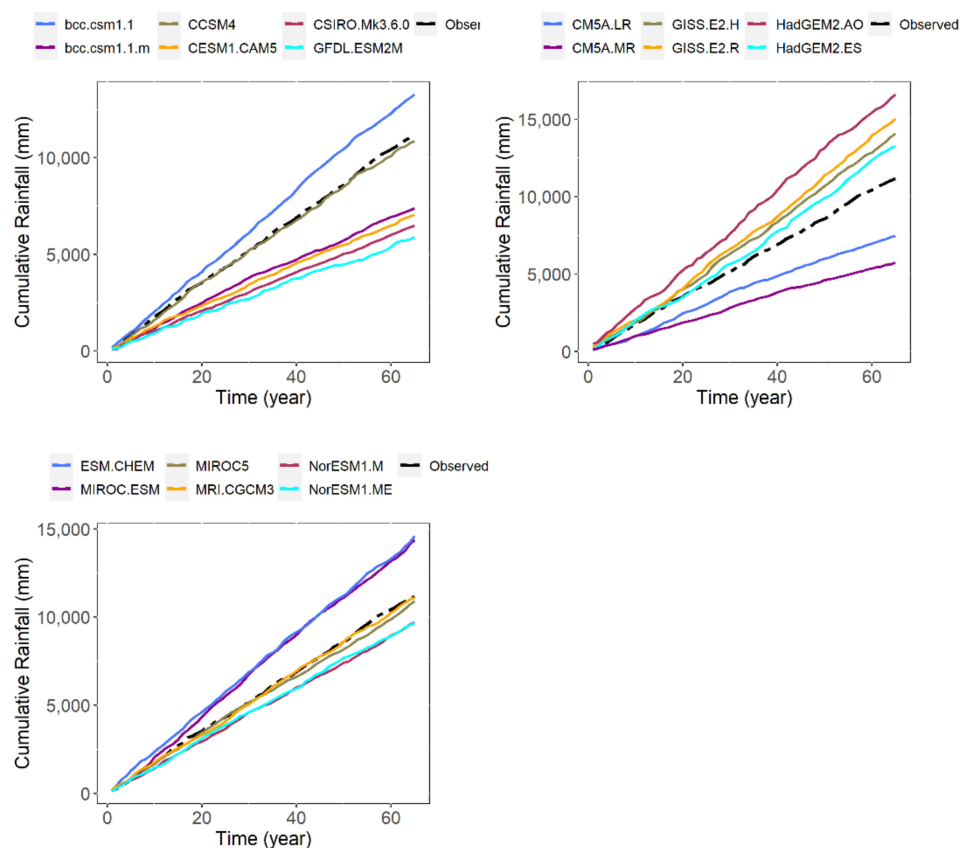 bcc.csm1.1 CCSM4 CSIRO.Mk3.6.0 Obser
bcc.csm1.1.m CESM1.CAM5 GFDL.ESM2M
Cumulative Rainfall (mm)
10,000
5,000
0
0 20 40 60
Time (year)
CM5A.LR GISS.E2.H HadGEM2.AO Observed
CM5A.MR GISS.E2.R HadGEM2.ES
Cumulative Rainfall (mm)
15,000
10,000
5,000
0
0 20 40 60
Time (year)
ESM.CHEM MIROC5 NorESM1.M Observed
MIROC.ESM MRI.CGCM3 NorESM1.ME
Cumulative Rainfall (mm)
15,000
10,000
5,000
0
0 20 40 60
Time (year)